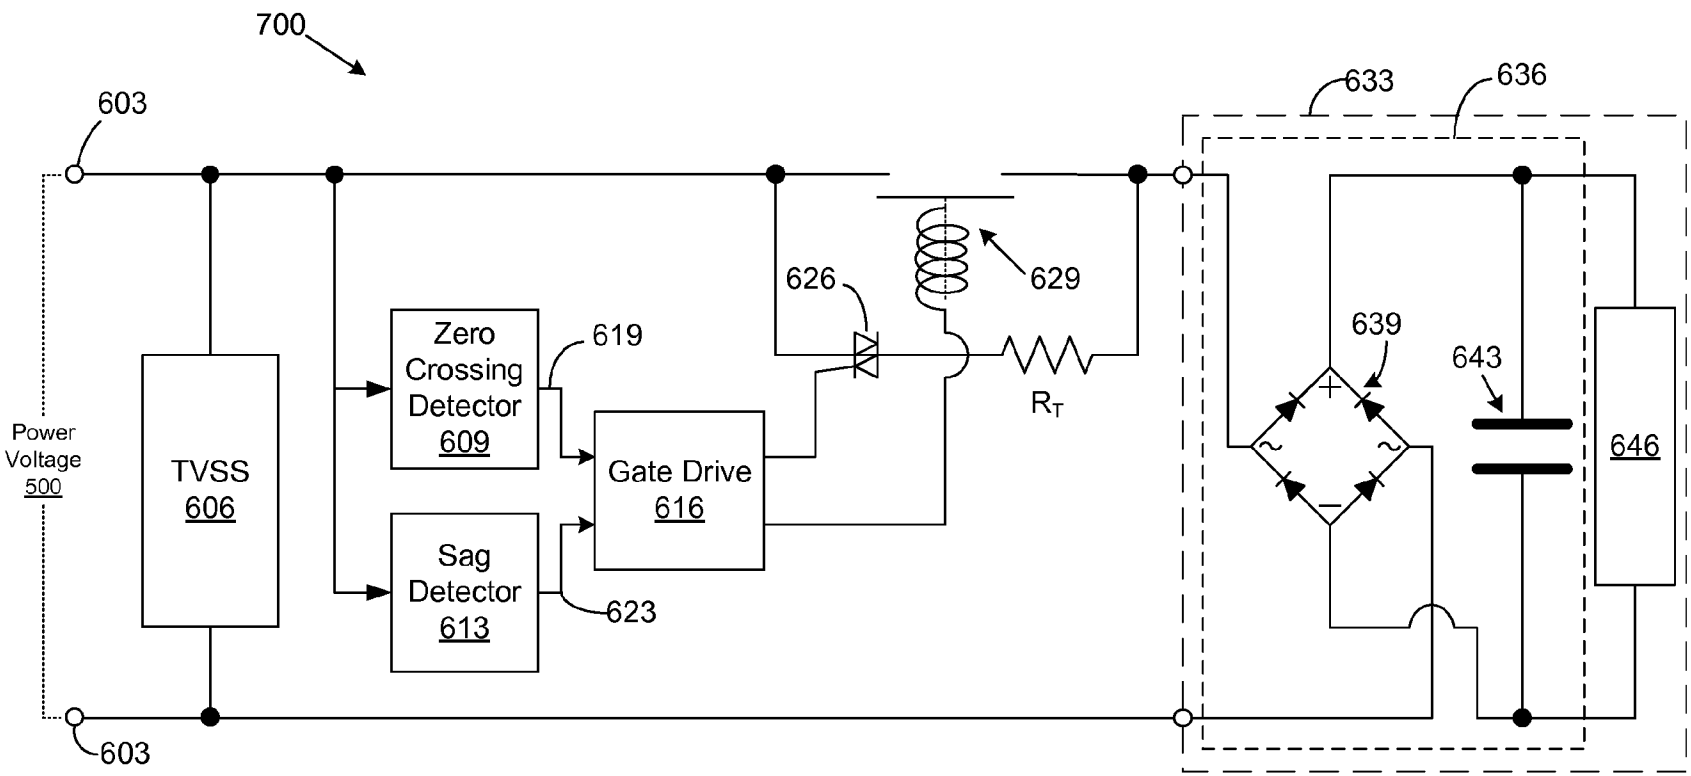 700
603
633
636
626
629
Zero
Crossing
Detector
609
619
639
643
R_T
Power
Voltage
500
TVSS
606
Gate Drive
616
646
Sag
Detector
613
623
603
+
~
~
−